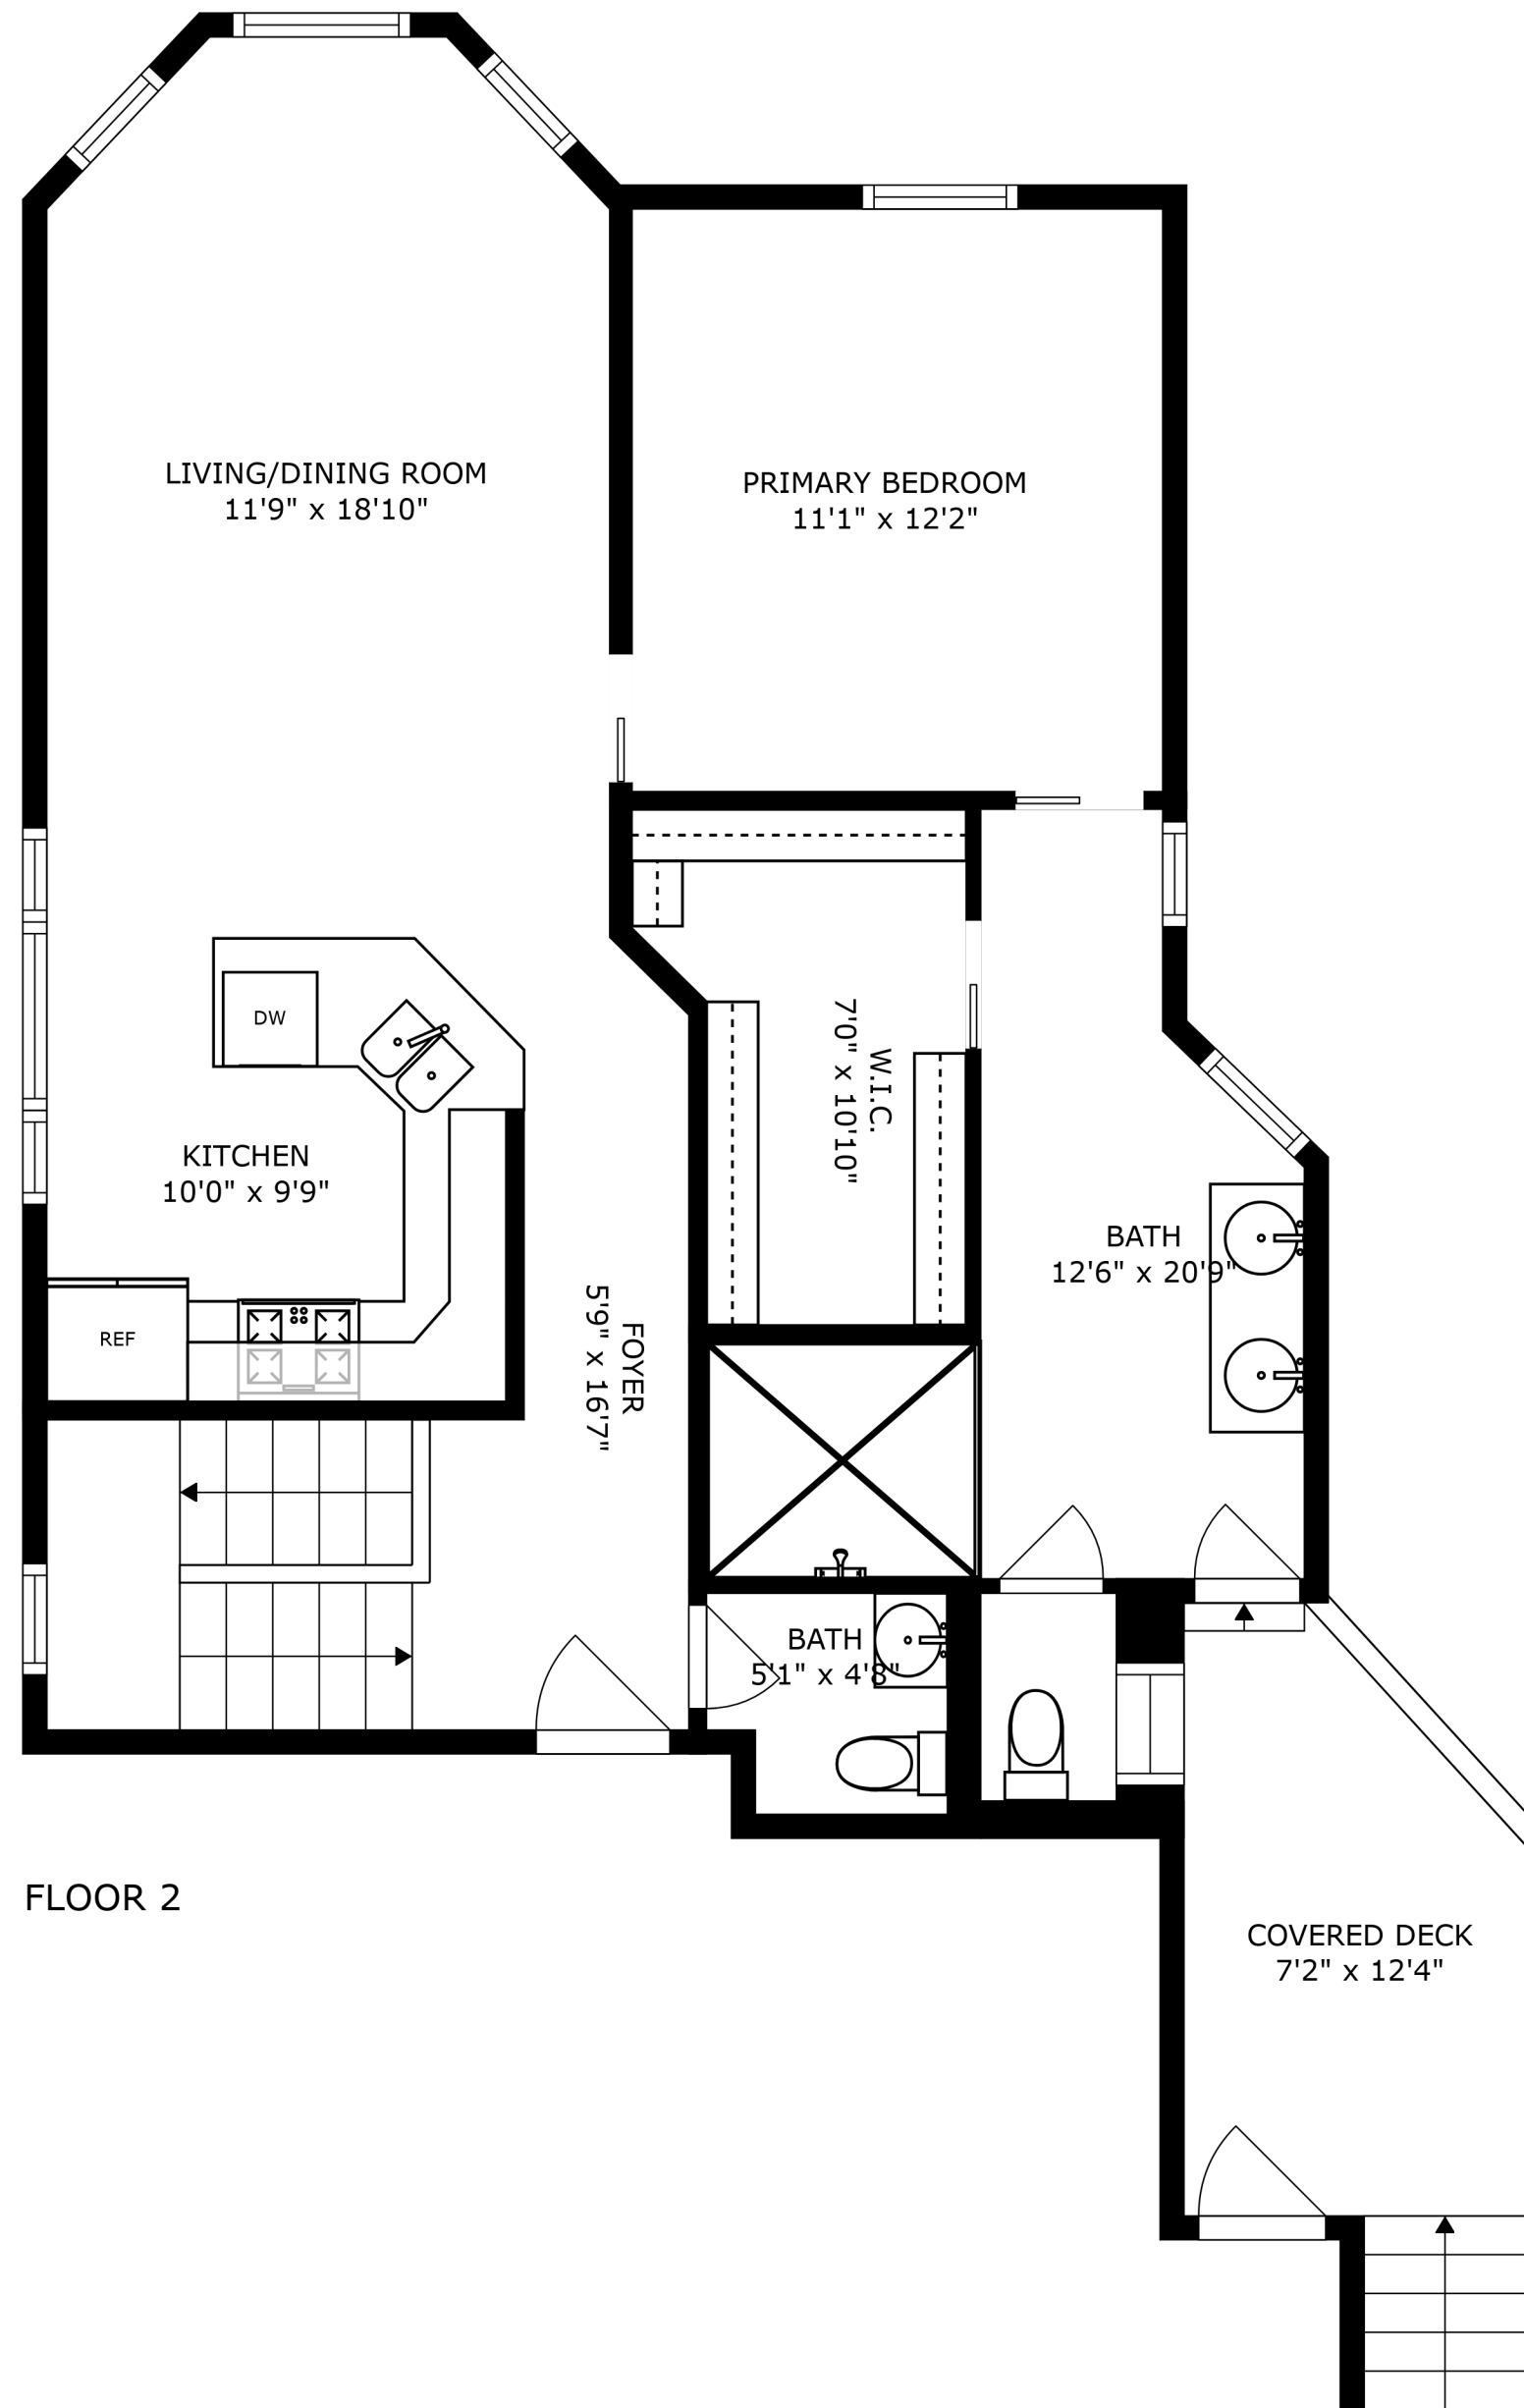 LIVING/DINING ROOM
11'9" x 18'10"
PRIMARY BEDROOM
11'1" x 12'2"
DW
W.I.C.
7'0" x 10'10"
KITCHEN
10'0" x 9'9"
BATH
12'6" x 20'9"
REF
FOYER
5'9" x 16'7"
BATH
5'1" x 4'8"
FLOOR 2
COVERED DECK
7'2" x 12'4"